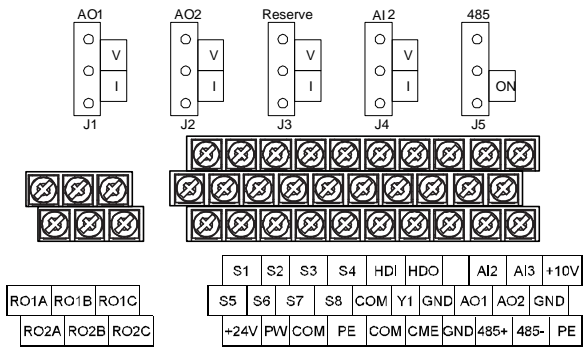 AO1 AO2 Reserve AI2 485
V V V V
I I I I ON
J1 J2 J3 J4 J5
S1 S2 S3 S4 HDI HDO AI2 AI3 +10V
RO1A RO1B RO1C S5 S6 S7 S8 COM Y1 GND AO1 AO2 GND
RO2A RO2B RO2C +24V PW COM PE COM CME GND 485+ 485- PE